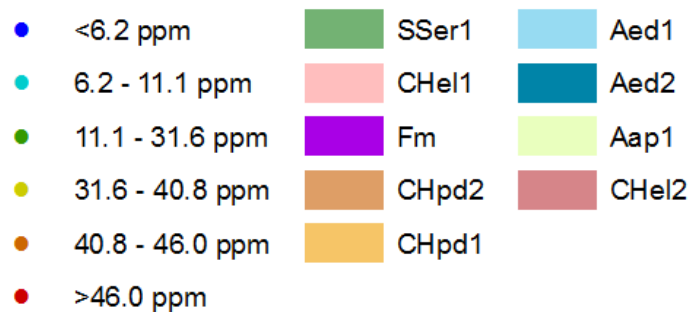 <6.2 ppm SSer1 Aed1
6.2 - 11.1 ppm CHel1 Aed2
11.1 - 31.6 ppm Fm Aap1
31.6 - 40.8 ppm CHpd2 CHel2
40.8 - 46.0 ppm CHpd1
>46.0 ppm